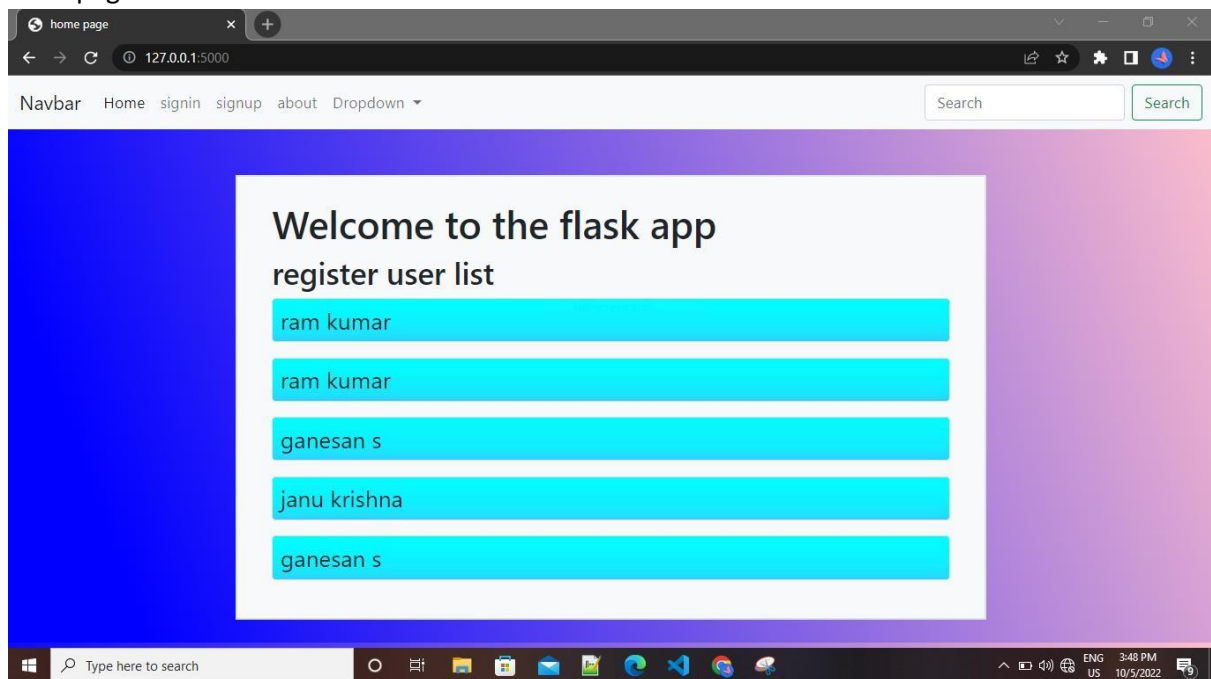 home page
127.0.0.1:5000
Navbar Home signin signup about Dropdown Search Search
Welcome to the flask app
register user list
ram kumar
ram kumar
ganesan s
janu krishna
ganesan s
Type here to search
ENG 3:48 PM
US 10/5/2022 9